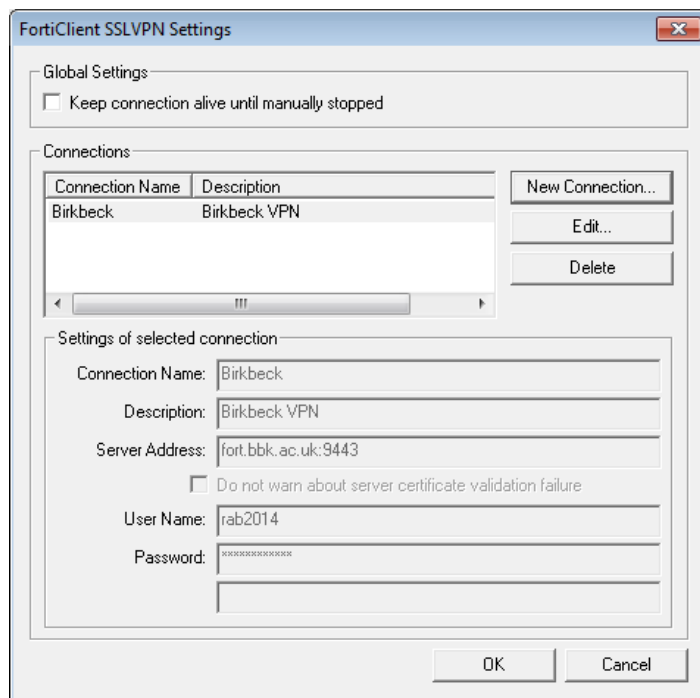 FortiClient SSLVPN Settings
Global Settings
Keep connection alive until manually stopped
Connections
Connection Name Description
Birkbeck Birkbeck VPN
New Connection...
Edit...
Delete
Settings of selected connection
Connection Name: Birkbeck
Description: Birkbeck VPN
Server Address: fort.bbk.ac.uk:9443
Do not warn about server certificate validation failure
User Name: rab2014
Password: ************
OK Cancel